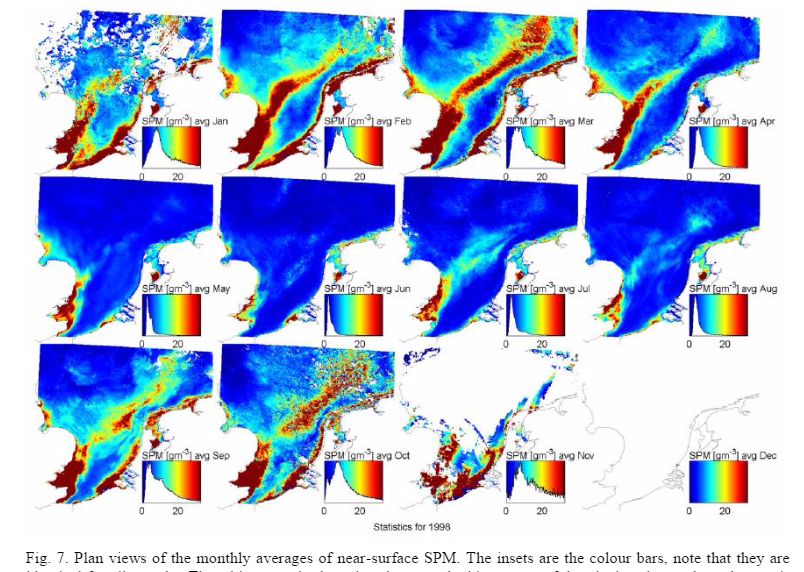 SPM [gm-3] avg Jan
0 20
SPM [gm-3] avg Feb
0 20
SPM [gm-3] avg Mar
0 20
SPM [gm-3] avg Apr
0 20
SPM [gm-3] avg May
0 20
SPM [gm-3] avg Jun
0 20
SPM [gm-3] avg Jul
0 20
SPM [gm-3] avg Aug
0 20
SPM [gm-3] avg Sep
0 20
SPM [gm-3] avg Oct
0 20
SPM [gm-3] avg Nov
0 20
SPM [gm-3] avg Dec
0 20
Statistics for 1998
Fig. 7. Plan views of the monthly averages of near-surface SPM. The insets are the colour bars, note that they are